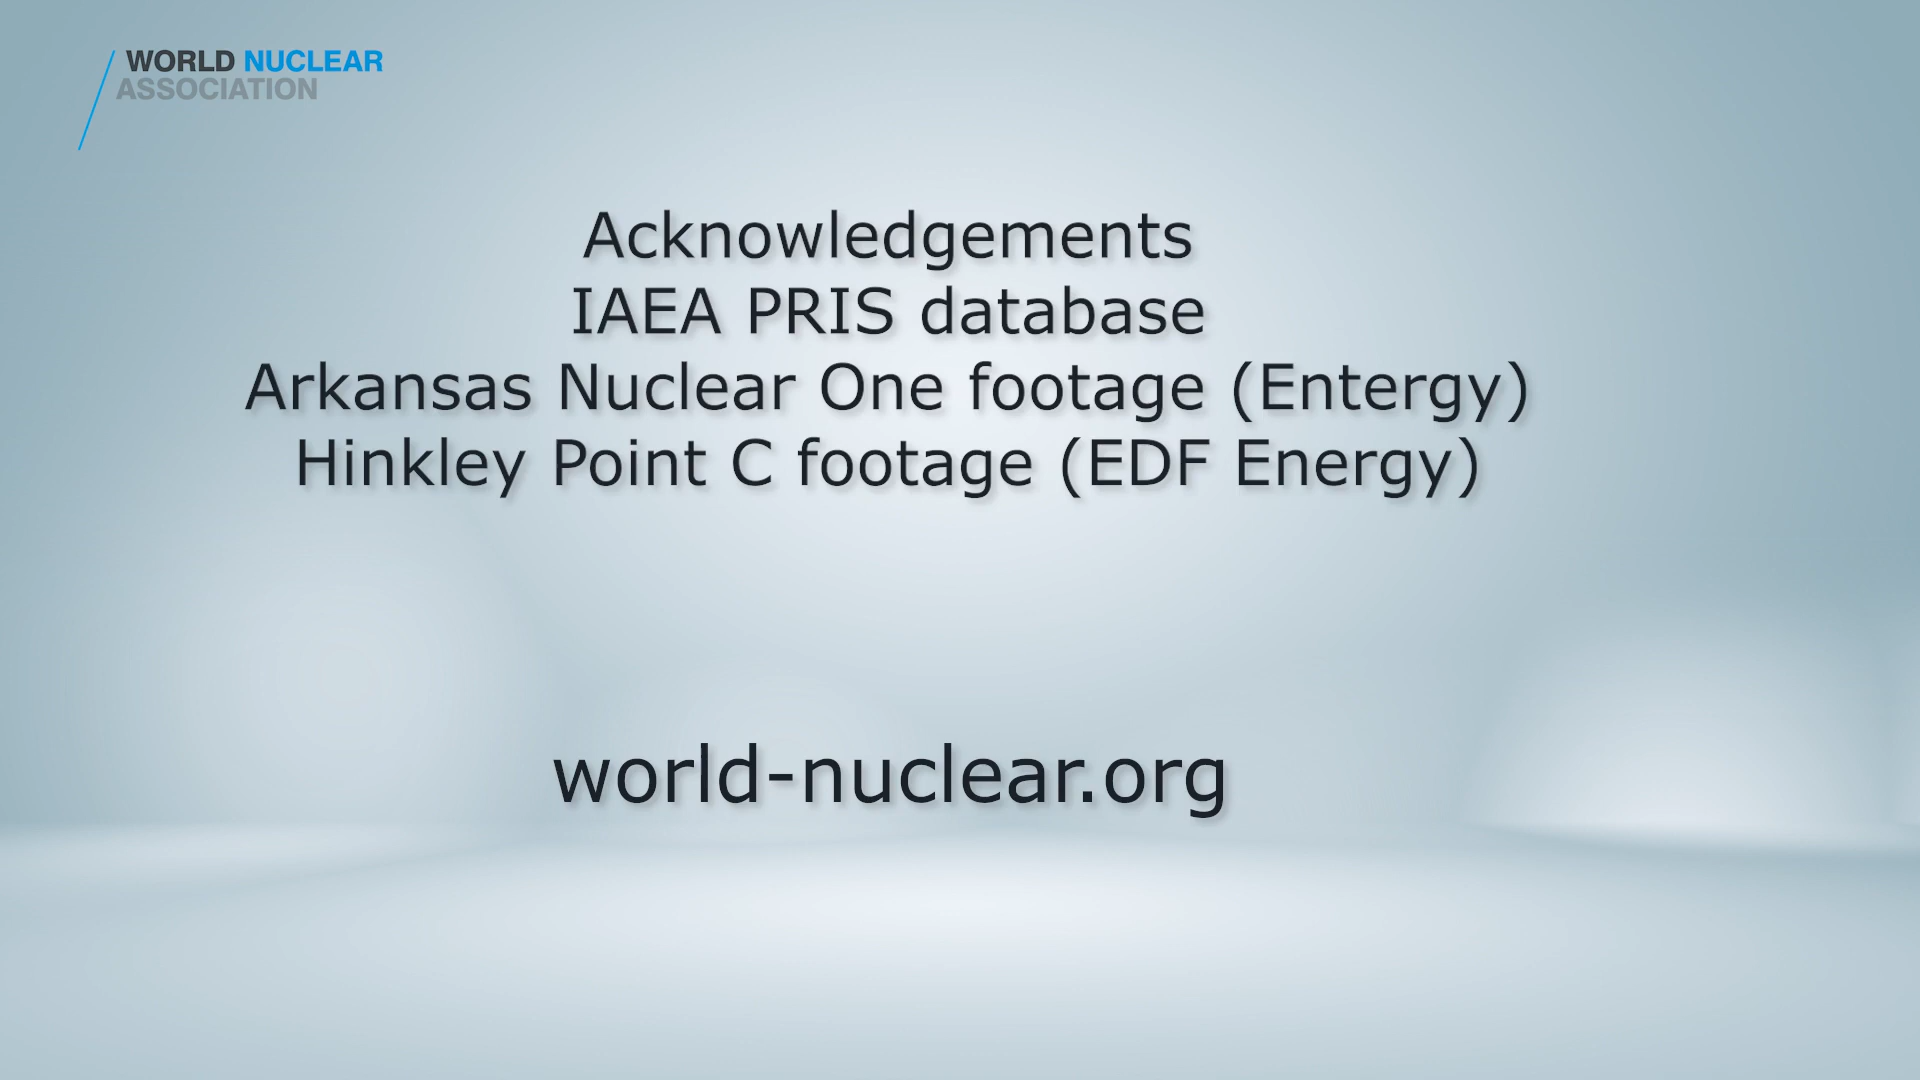 WORLD NUCLEAR
ASSOCIATION
Acknowledgements
IAEA PRIS database
Arkansas Nuclear One footage (Entergy)
Hinkley Point C footage (EDF Energy)
world-nuclear.org